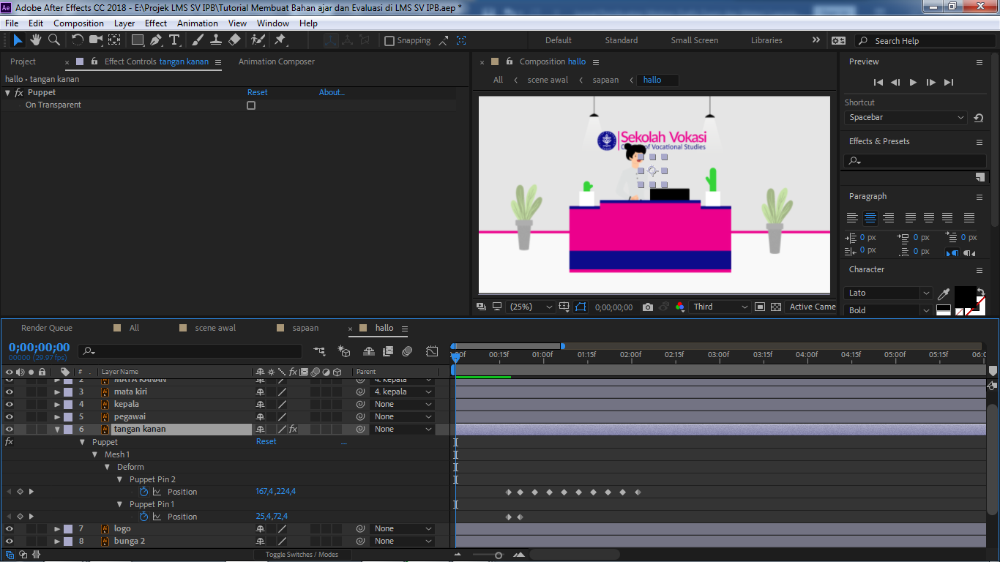 Adobe After Effects CC 2018 - E:\Projek LMS SV IPB\Tutorial Membuat Bahan ajar dan Evaluasi di LMS SV IPB.aep *
File Edit Composition Layer Effect Animation View Window Help
Snapping Default Standard Small Screen Libraries Search Help
Project Effect Controls tangan kanan Animation Composer
hallo • tangan kanan
fx Puppet Reset About...
On Transparent
Composition hallo
All scene awal sapaan hallo
Sekolah Vokasi
of Vocational Studies
(25%) 0;00;00;00 Third Active Came
Preview
Shortcut
Spacebar
Effects & Presets
Paragraph
0 px 0 px 0 px
0 px 0 px
Character
Lato
Bold
Render Queue All scene awal sapaan hallo
0;00;00;00
00000 (29.97 fps)
:00f 00:15f 01:00f 01:15f 02:00f 02:15f 03:00f 03:15f 04:00f 04:15f 05:00f 05:15f 06:0
# Layer Name fx Parent
2 MATA KANAN 4. kepala
3 mata kiri 4. kepala
4 kepala None
5 pegawai None
6 tangan kanan fx None
fx Puppet Reset
Mesh 1
Deform
Puppet Pin 2
Position 167,4 ,224,4
Puppet Pin 1
Position 25,4,72,4
7 logo None
8 bunga 2 None
Toggle Switches / Modes